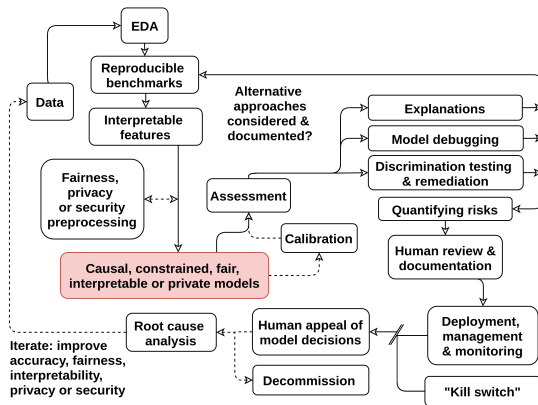 EDA
Reproducible
benchmarks
Data
Interpretable
features
Alternative
approaches
considered &
documented?
Explanations
Model debugging
Discrimination testing
& remediation
Fairness,
privacy
or security
preprocessing
Assessment
Quantifying risks
Calibration
Human review &
documentation
Causal, constrained, fair,
interpretable or private models
Root cause
analysis
Human appeal of
model decisions
Deployment,
management
& monitoring
Iterate: improve
accuracy, fairness,
interpretability,
privacy or security
Decommission
"Kill switch"